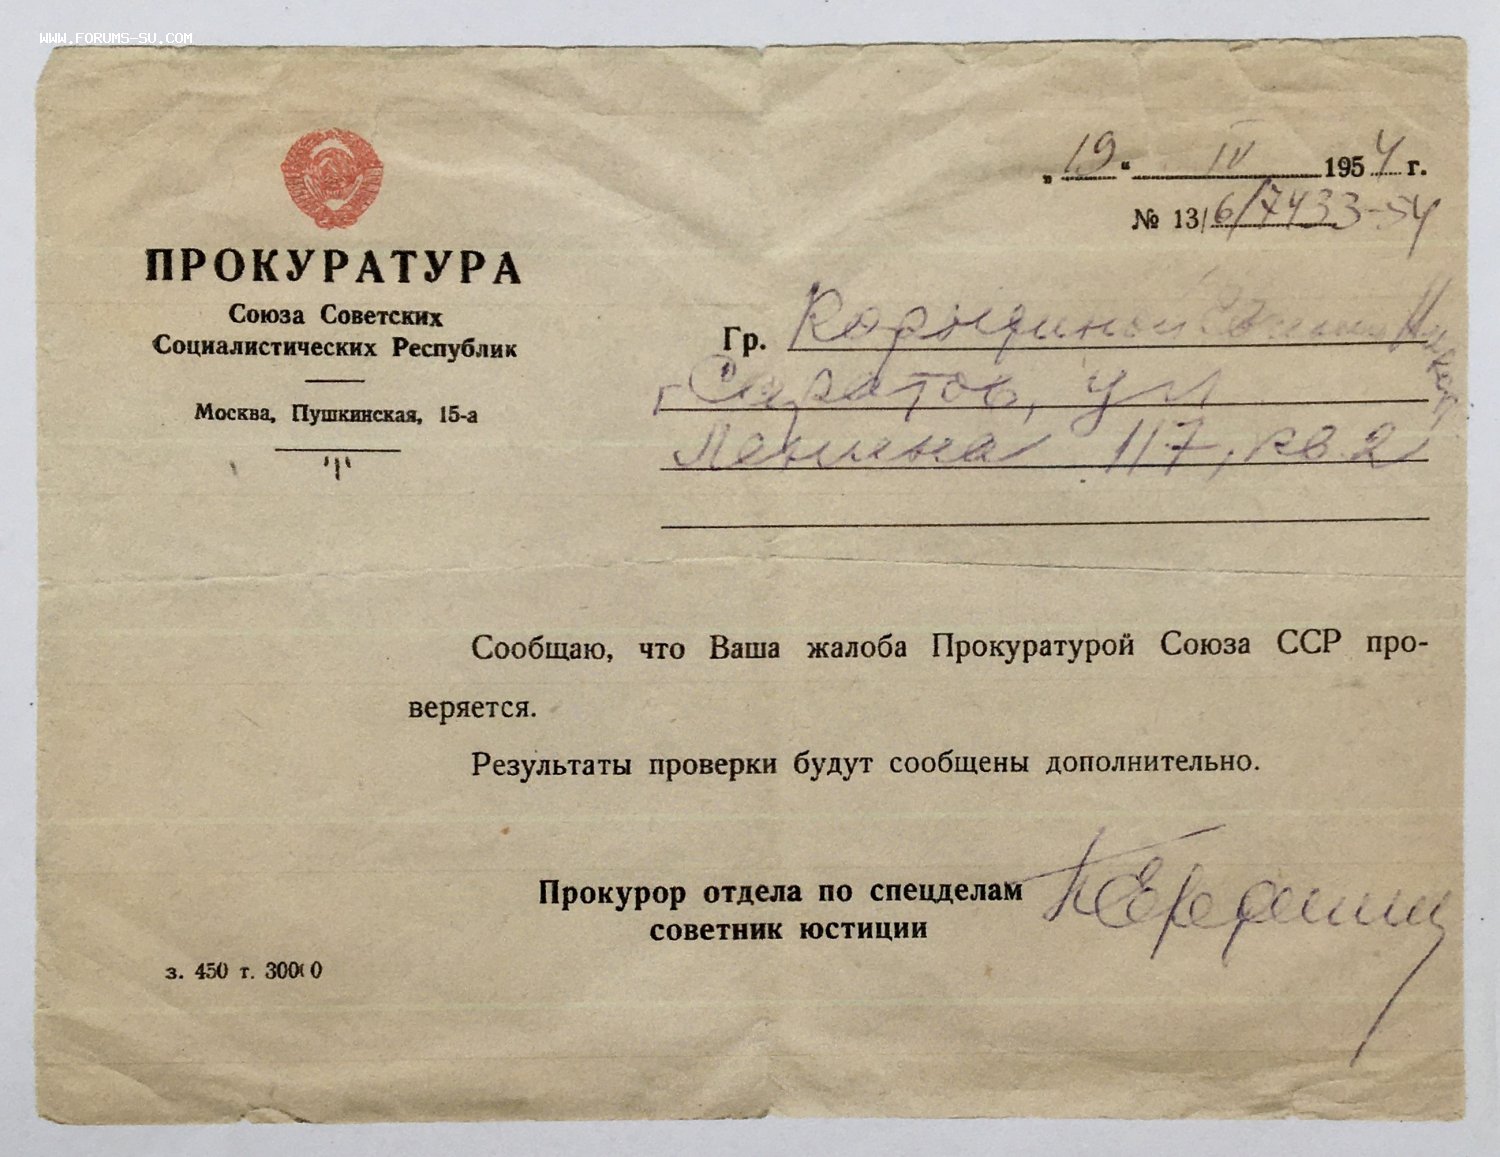 WWW.FORUMS-SU.COM
ПРОКУРАТУРА
Союза Советских
Социалистических Республик
Москва, Пушкинская, 15-а
„19“ IV 1954 г.
№ 13/6/7433-54
Гр.
г Саратов, ул
Ленина 117, кв. 2
Сообщаю, что Ваша жалоба Прокуратурой Союза ССР про-
веряется.
Результаты проверки будут сообщены дополнительно.
Прокурор отдела по спецделам
советник юстиции
з. 450 т. 30000